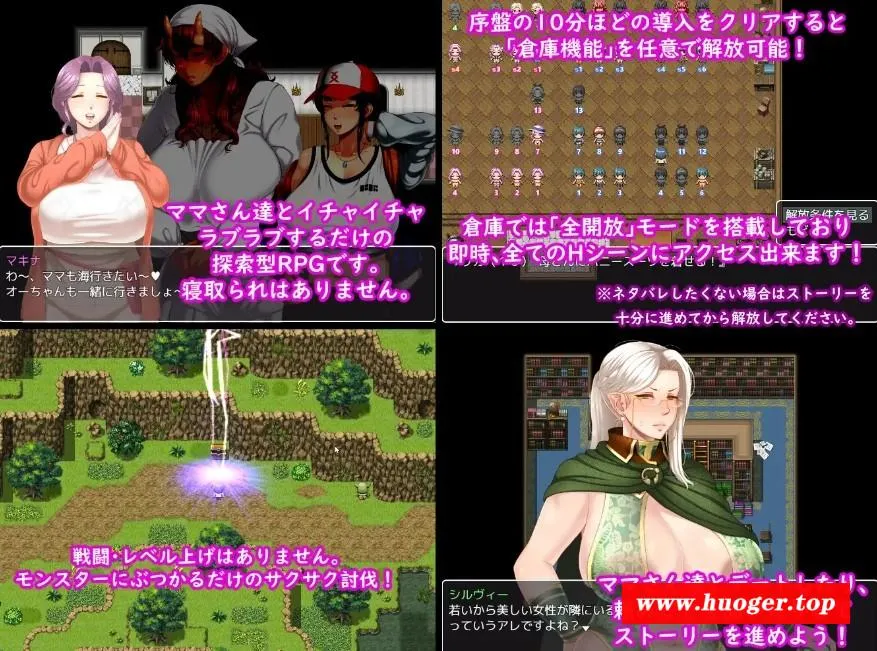 ママさん達とイチャイチャ
ラブラブするだけの
探索型RPGです。
寝取られはありません。
マキナ
わ～、ママも海行きたい～♥
オーちゃんも一緒に行きましょ～
序盤の10分ほどの導入をクリアすると
「倉庫機能」を任意で解放可能！
解放条件を見る
倉庫では「全開放」モードを搭載しており
即時、全てのHシーンにアクセス出来ます！
※ネタバレしたくない場合はストーリーを
十分に進めてから解放してください。
戦闘・レベル上げはありません。
モンスターにぶつかるだけのサクサク討伐！
シルヴィー
若いから美しい女性が隣にいる
っていうアレですよね？
ママさん達とデートしたり、
www.huoger.top
ストーリーを進めよう！